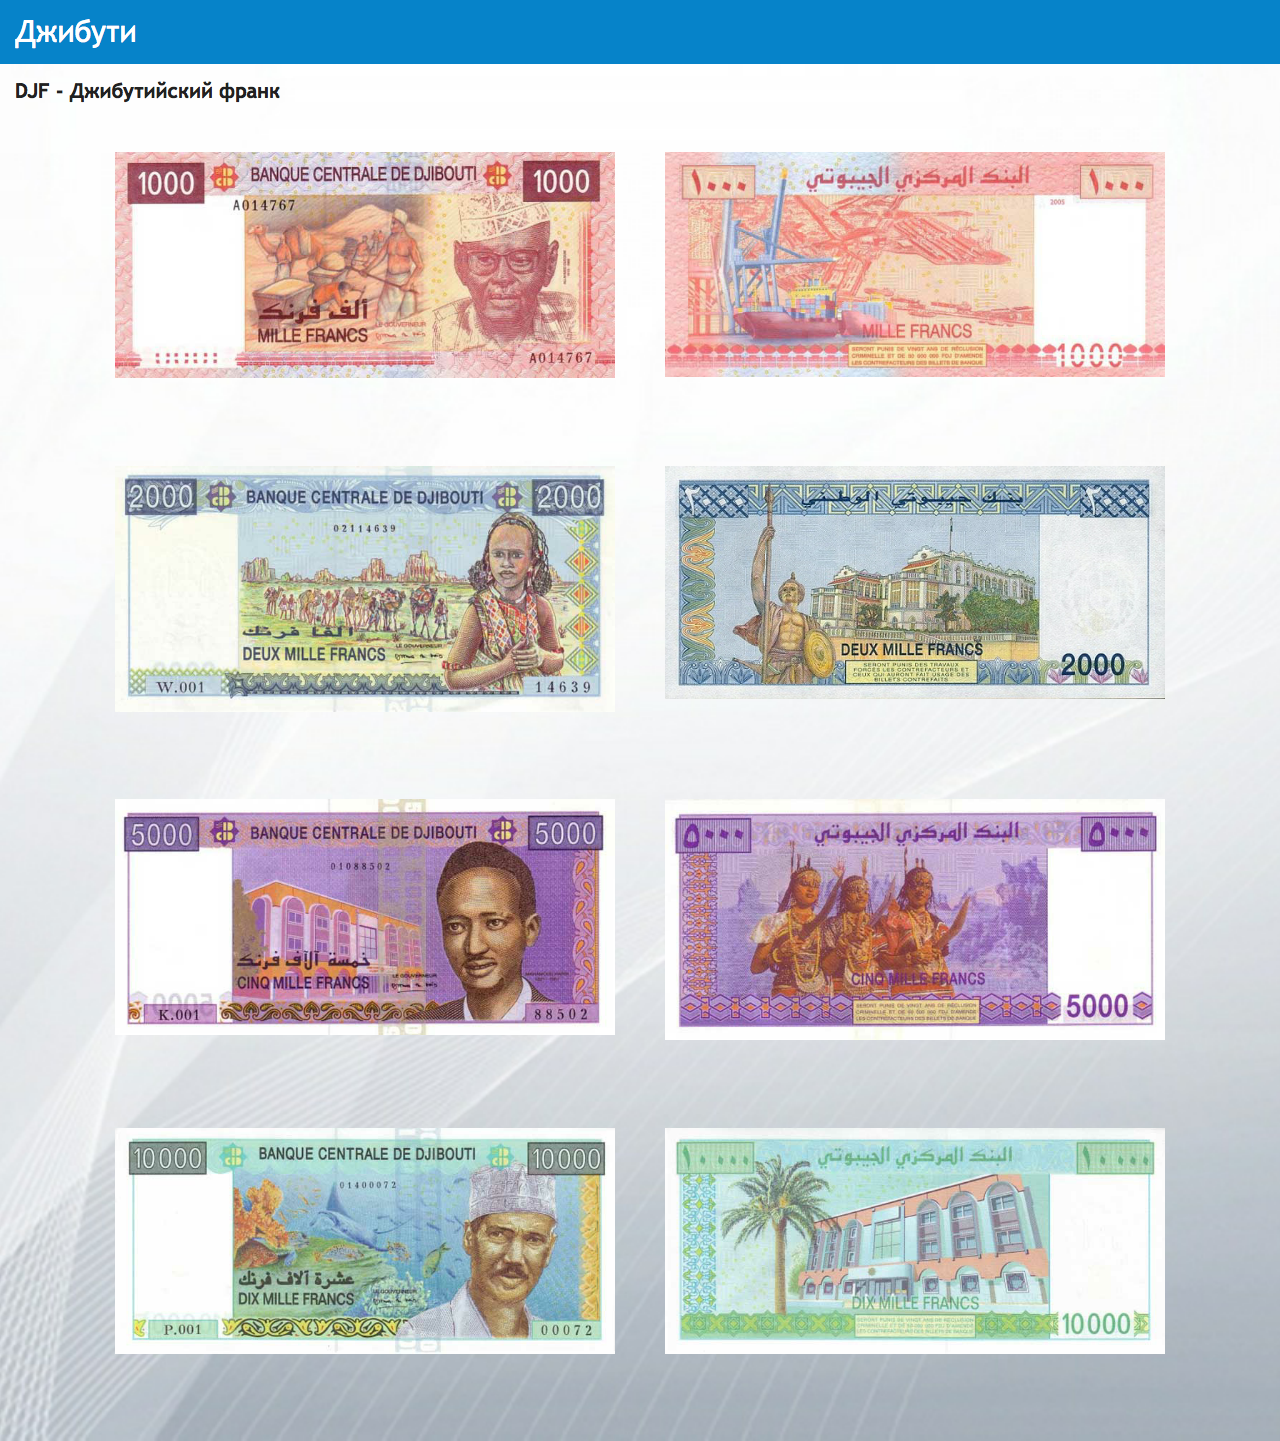 Джибути
DJF - Джибутийский франк
1000 BANQUE CENTRALE DE DJIBOUTI 1000
A014767
ألف فرنك
LE GOUVERNEUR
MILLE FRANCS
A014767
١٠٠٠ البنك المركزي الجيبوتي ١٠٠٠
2005
MILLE FRANCS
SERONT PUNIS DE VINGT ANS DE RÉCLUSION
CRIMINELLE ET DE 50 000 000 FDJ D'AMENDE
LES CONTREFACTEURS DES BILLETS DE BANQUE
1000
2000 BANQUE CENTRALE DE DJIBOUTI 2000
02114639
ألفا فرنك
LE GOUVERNEUR
DEUX MILLE FRANCS
W.001
14639
٢٠٠٠ بنك جيبوتي الوطني ٢٠٠٠
DEUX MILLE FRANCS
SERONT PUNIS DES TRAVAUX
FORCÉS LES CONTREFACTEURS ET
CEUX QUI AURONT FAIT USAGE DES
BILLETS CONTREFAITS
2000
5000 BANQUE CENTRALE DE DJIBOUTI 5000
01088502
خمسة آلاف فرنك
LE GOUVERNEUR
CINQ MILLE FRANCS
K.001
88502
٥٠٠٠ البنك المركزي الجيبوتي ٥٠٠٠
CINQ MILLE FRANCS
SERONT PUNIS DE VINGT ANS DE RÉCLUSION
CRIMINELLE ET DE 50 000 000 FDJ D'AMENDE
LES CONTREFACTEURS DES BILLETS DE BANQUE
5000
10000 BANQUE CENTRALE DE DJIBOUTI 10000
01400072
عشرة آلاف فرنك
LE GOUVERNEUR
DIX MILLE FRANCS
P.001
00072
١٠٠٠٠ البنك المركزي الجيبوتي ١٠٠٠٠
DIX MILLE FRANCS
SERONT PUNIS DE VINGT ANS DE RÉCLUSION
CRIMINELLE ET DE 50 000 000 FDJ D'AMENDE
LES CONTREFACTEURS DES BILLETS DE BANQUE
10000